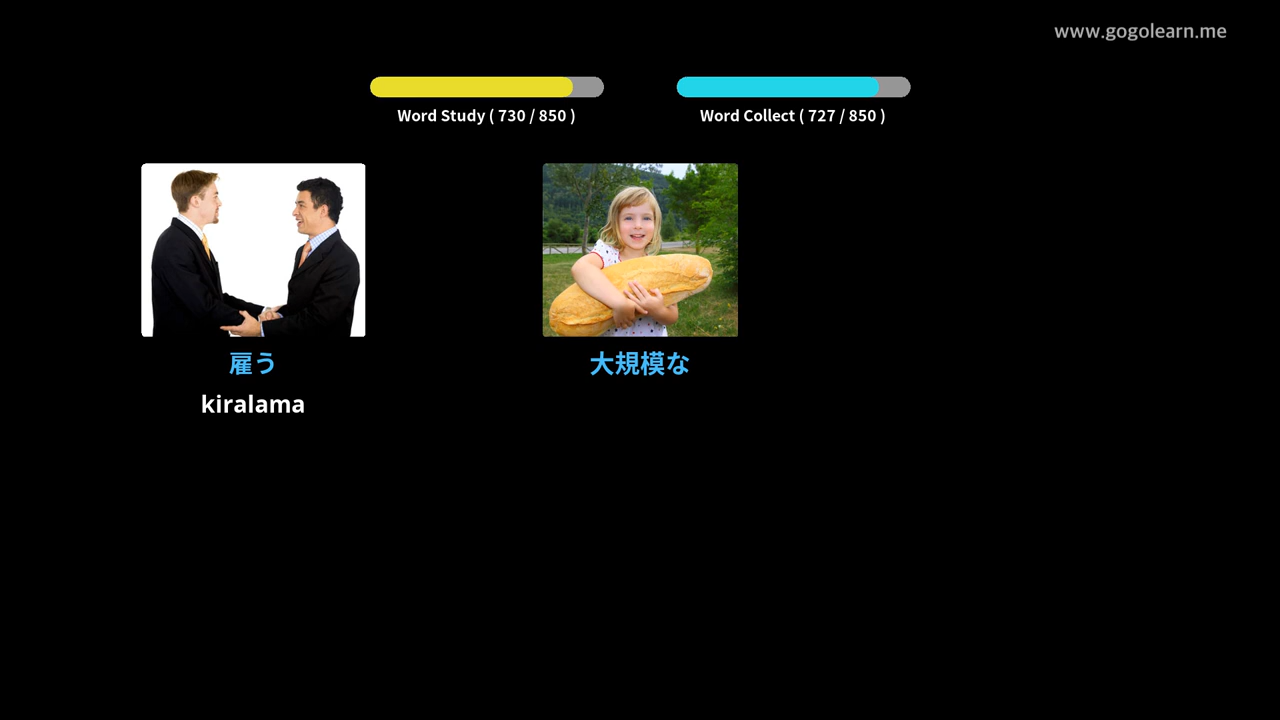 www.gogolearn.me
Word Study ( 730 / 850 )
Word Collect ( 727 / 850 )
雇う
大規模な
kiralama